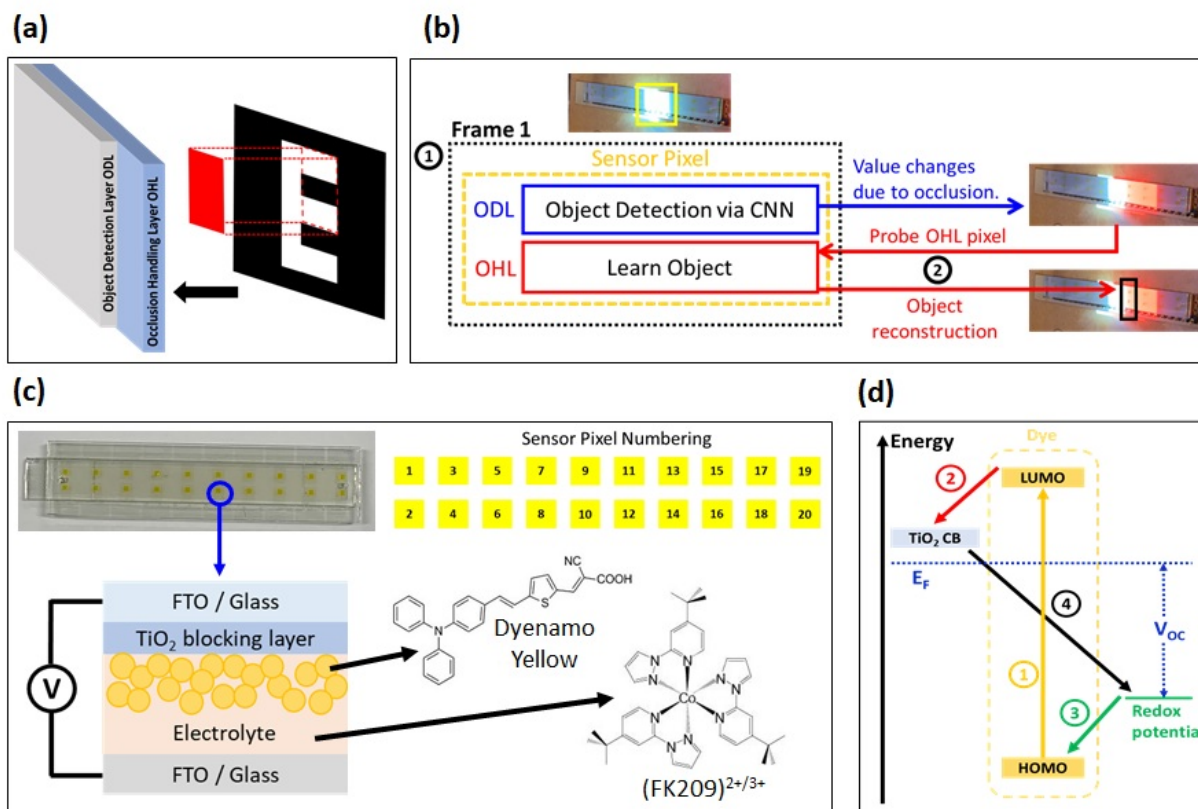 (a)
Object Detection Layer ODL
Occlusion Handling Layer OHL
(b)
Frame 1
1
Sensor Pixel
ODL
Object Detection via CNN
OHL
Learn Object
Value changes
due to occlusion.
Probe OHL pixel
2
Object
reconstruction
(c)
Sensor Pixel Numbering
1 3 5 7 9 11 13 15 17 19
2 4 6 8 10 12 14 16 18 20
FTO / Glass
TiO2 blocking layer
Electrolyte
FTO / Glass
V
CN
COOH
S
N
Dyenamo
Yellow
N
N
N
N
Co
N
N
N
N
N
(FK209)2+/3+
(d)
Energy
Dye
2
LUMO
TiO2 CB
EF
4
VOC
1
3
Redox
potential
HOMO